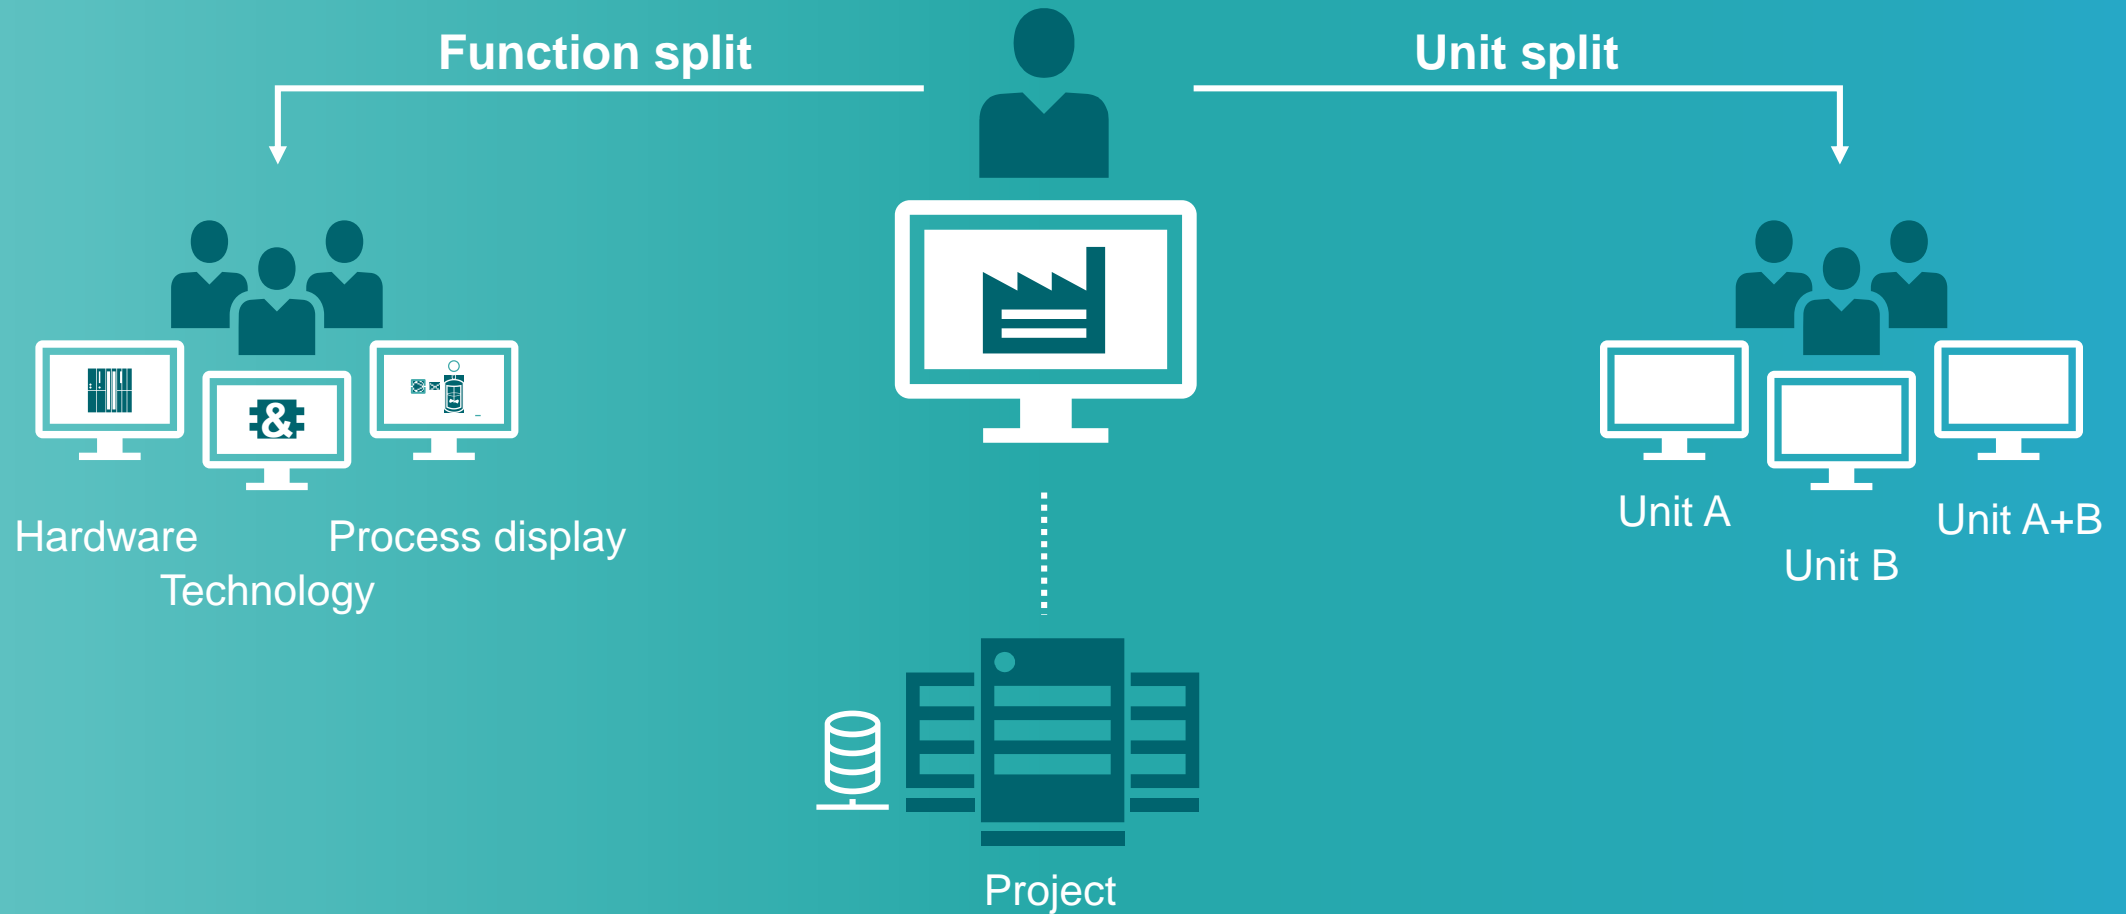 Function split
Unit split
&
Hardware
Technology
Process display
Unit A
Unit B
Unit A+B
Project